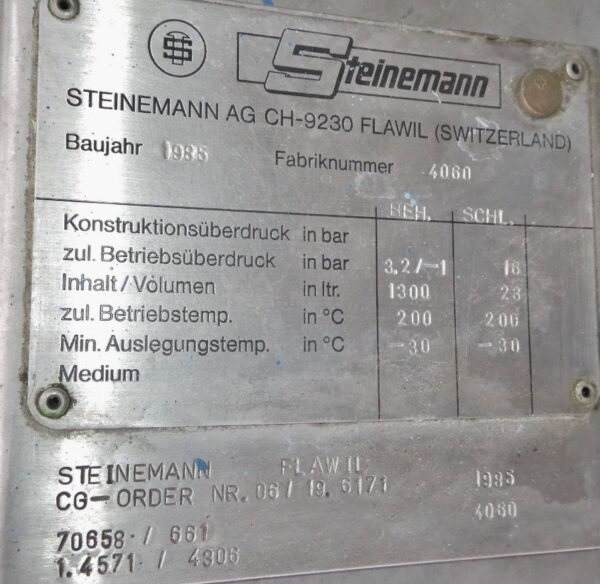 Steinemann
STEINEMANN AG CH-9230 FLAWIL (SWITZERLAND)
Baujahr 1985 Fabriknummer 4060
BEH. SCHL.
Konstruktionsüberdruck in bar
zul. Betriebsüberdruck in bar 3,2/-1 16
Inhalt/Volumen in ltr. 1300 23
zul. Betriebstemp. in °C 200 200
Min. Auslegungstemp. in °C -30 -30
Medium
STEINEMANN FLAWIL 1985
CG-ORDER NR. 06/19.6171 4060
70658 / 661
1.4571 / 4306